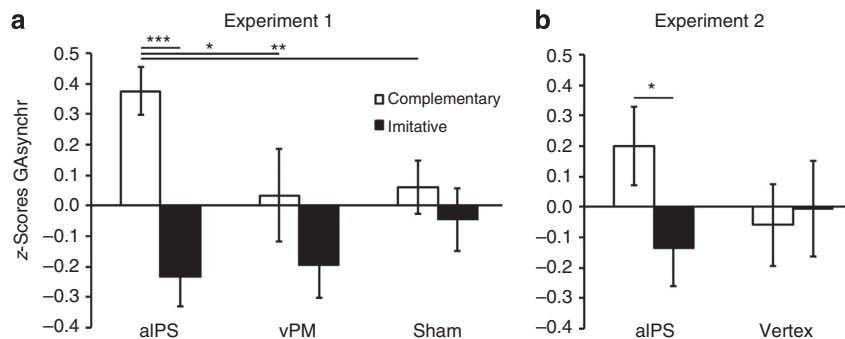 a
Experiment 1
z-Scores GAsynchr
0.5
0.4
0.3
0.2
0.1
0.0
–0.1
–0.2
–0.3
–0.4
***
*
**
Complementary
Imitative
aIPS
vPM
Sham
b
Experiment 2
0.5
0.4
0.3
0.2
0.1
0.0
–0.1
–0.2
–0.3
–0.4
*
aIPS
Vertex